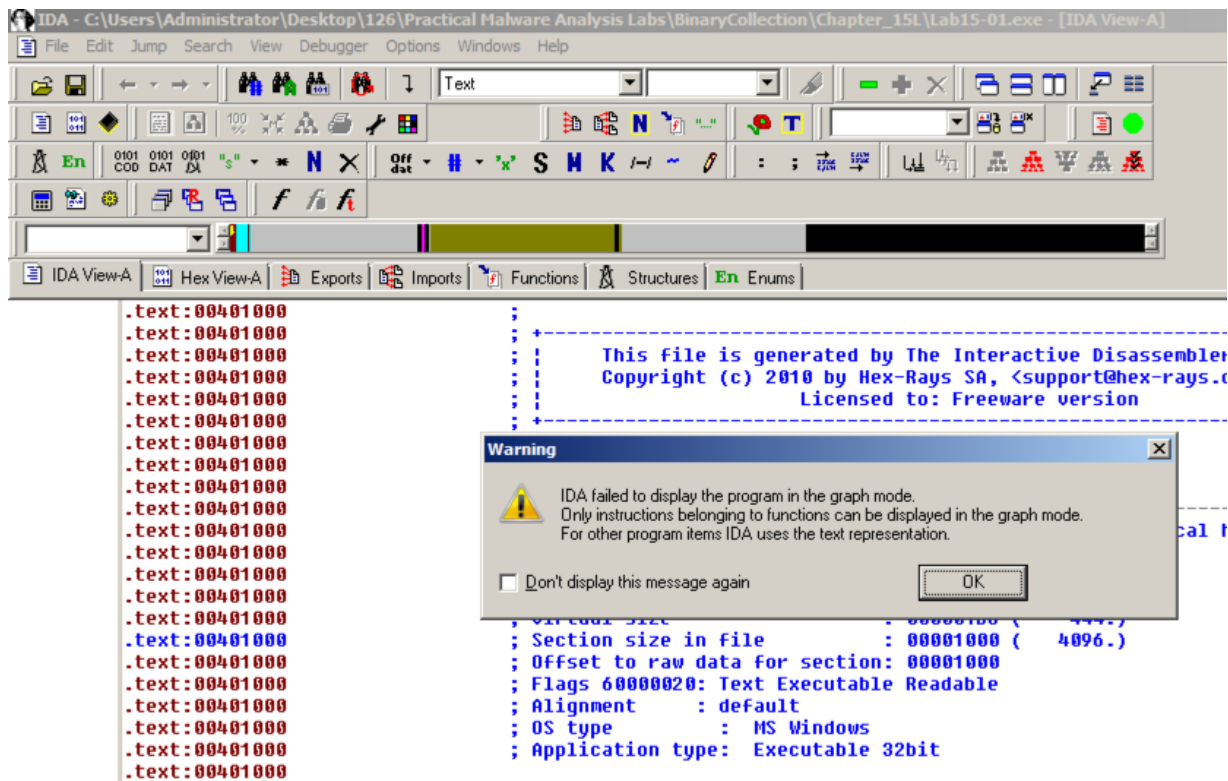 IDA - C:\Users\Administrator\Desktop\126\Practical Malware Analysis Labs\BinaryCollection\Chapter_15L\Lab15-01.exe - [IDA View-A]
File Edit Jump Search View Debugger Options Windows Help
Text
En
IDA View-A Hex View-A Exports Imports Functions Structures En Enums
.text:00401000 ;
.text:00401000 ; +-------------------------------------------------------
.text:00401000 ; ¦ This file is generated by The Interactive Disassembler
.text:00401000 ; ¦ Copyright (c) 2010 by Hex-Rays SA, <support@hex-rays.
.text:00401000 ; ¦ Licensed to: Freeware version
.text:00401000 ; +-------------------------------------------------------
.text:00401000
.text:00401000
.text:00401000
.text:00401000
.text:00401000
.text:00401000
.text:00401000
.text:00401000
.text:00401000
.text:00401000 ; Section size in file : 00001000 ( 4096.)
.text:00401000 ; Offset to raw data for section: 00001000
.text:00401000 ; Flags 60000020: Text Executable Readable
.text:00401000 ; Alignment : default
.text:00401000 ; OS type : MS Windows
.text:00401000 ; Application type: Executable 32bit
.text:00401000
Warning
IDA failed to display the program in the graph mode.
Only instructions belonging to functions can be displayed in the graph mode.
For other program items IDA uses the text representation.
Don't display this message again
OK